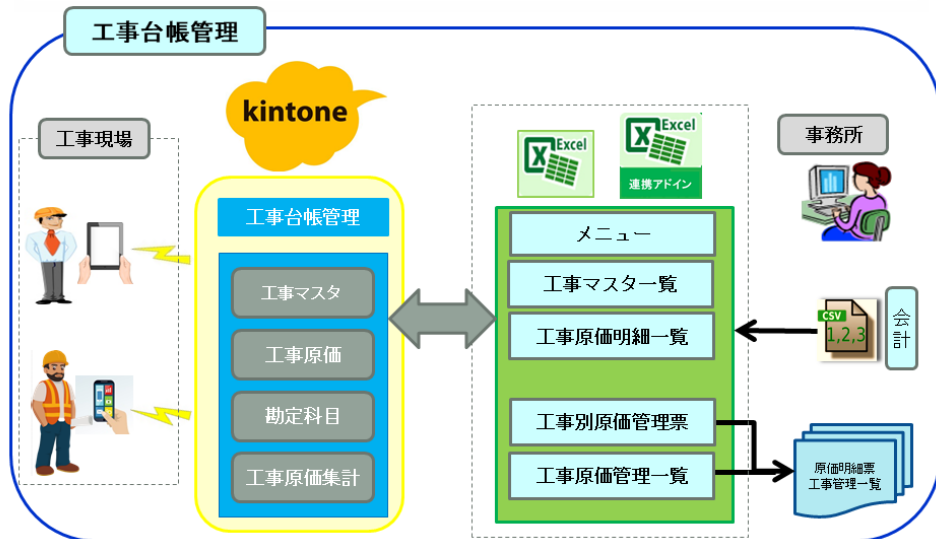 工事台帳管理
kintone
工事現場
工事台帳管理
工事マスタ
工事原価
勘定科目
工事原価集計
X Excel
X Excel
連携アドイン
メニュー
工事マスタ一覧
工事原価明細一覧
工事別原価管理票
工事原価管理一覧
事務所
CSV
1,2,3
会計
原価明細票
工事管理一覧